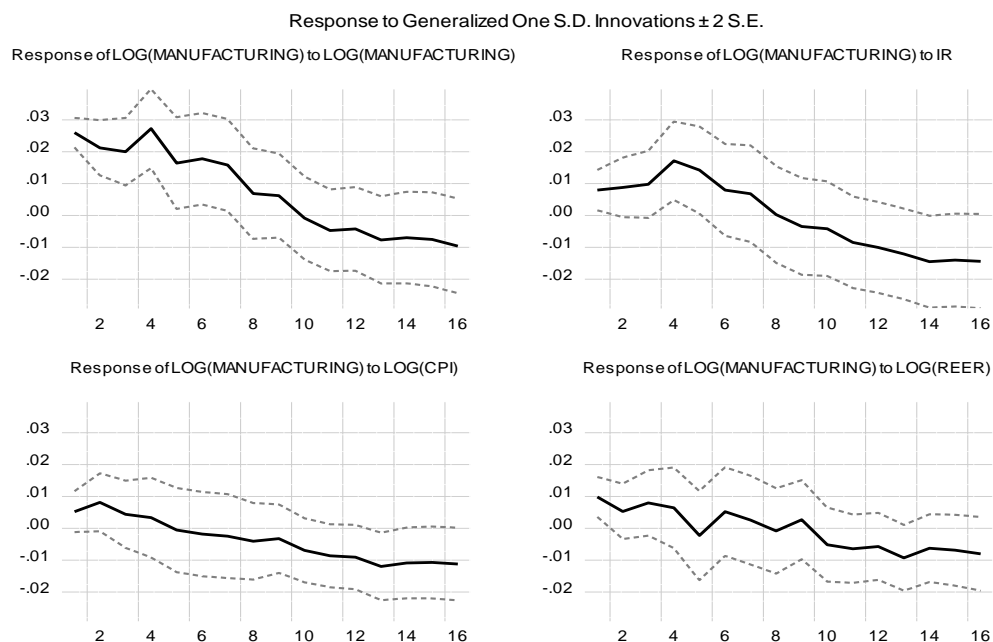 Response to Generalized One S.D. Innovations ± 2 S.E.
Response of LOG(MANUFACTURING) to LOG(MANUFACTURING)
.03
.02
.01
.00
-.01
-.02
2 4 6 8 10 12 14 16
Response of LOG(MANUFACTURING) to IR
.03
.02
.01
.00
-.01
-.02
2 4 6 8 10 12 14 16
Response of LOG(MANUFACTURING) to LOG(CPI)
.03
.02
.01
.00
-.01
-.02
2 4 6 8 10 12 14 16
Response of LOG(MANUFACTURING) to LOG(REER)
.03
.02
.01
.00
-.01
-.02
2 4 6 8 10 12 14 16